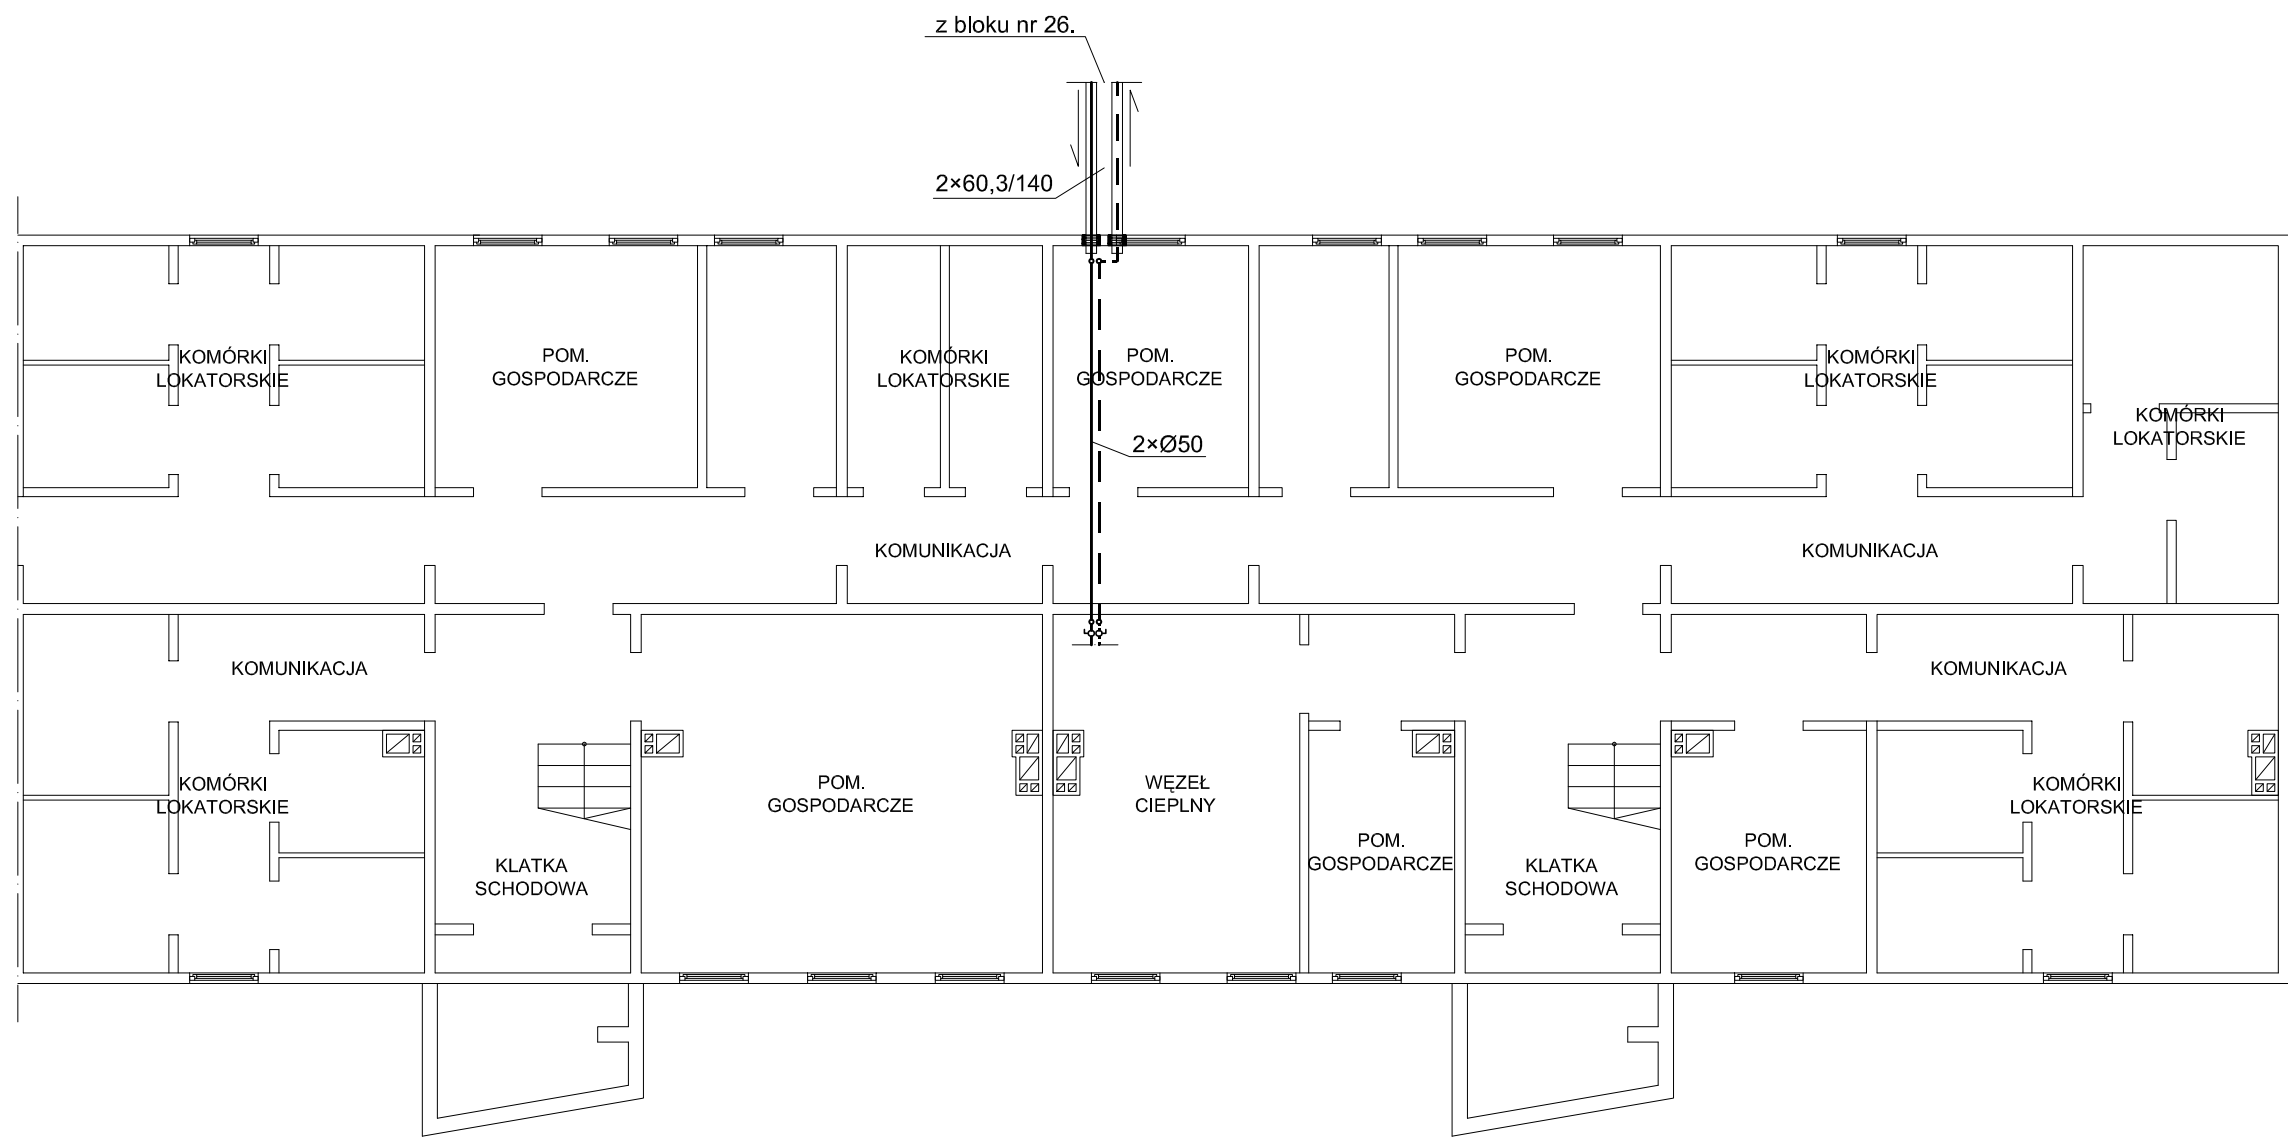 z bloku nr 26.
2×60,3/140
KOMÓRKI
LOKATORSKIE
POM.
GOSPODARCZE
KOMÓRKI
LOKATORSKIE
POM.
GOSPODARCZE
POM.
GOSPODARCZE
KOMÓRKI
LOKATORSKIE
KOMÓRKI
LOKATORSKIE
2×Ø50
KOMUNIKACJA
KOMUNIKACJA
KOMUNIKACJA
KOMUNIKACJA
KOMÓRKI
LOKATORSKIE
POM.
GOSPODARCZE
WĘZEŁ
CIEPLNY
KOMÓRKI
LOKATORSKIE
KLATKA
SCHODOWA
POM.
GOSPODARCZE
KLATKA
SCHODOWA
POM.
GOSPODARCZE